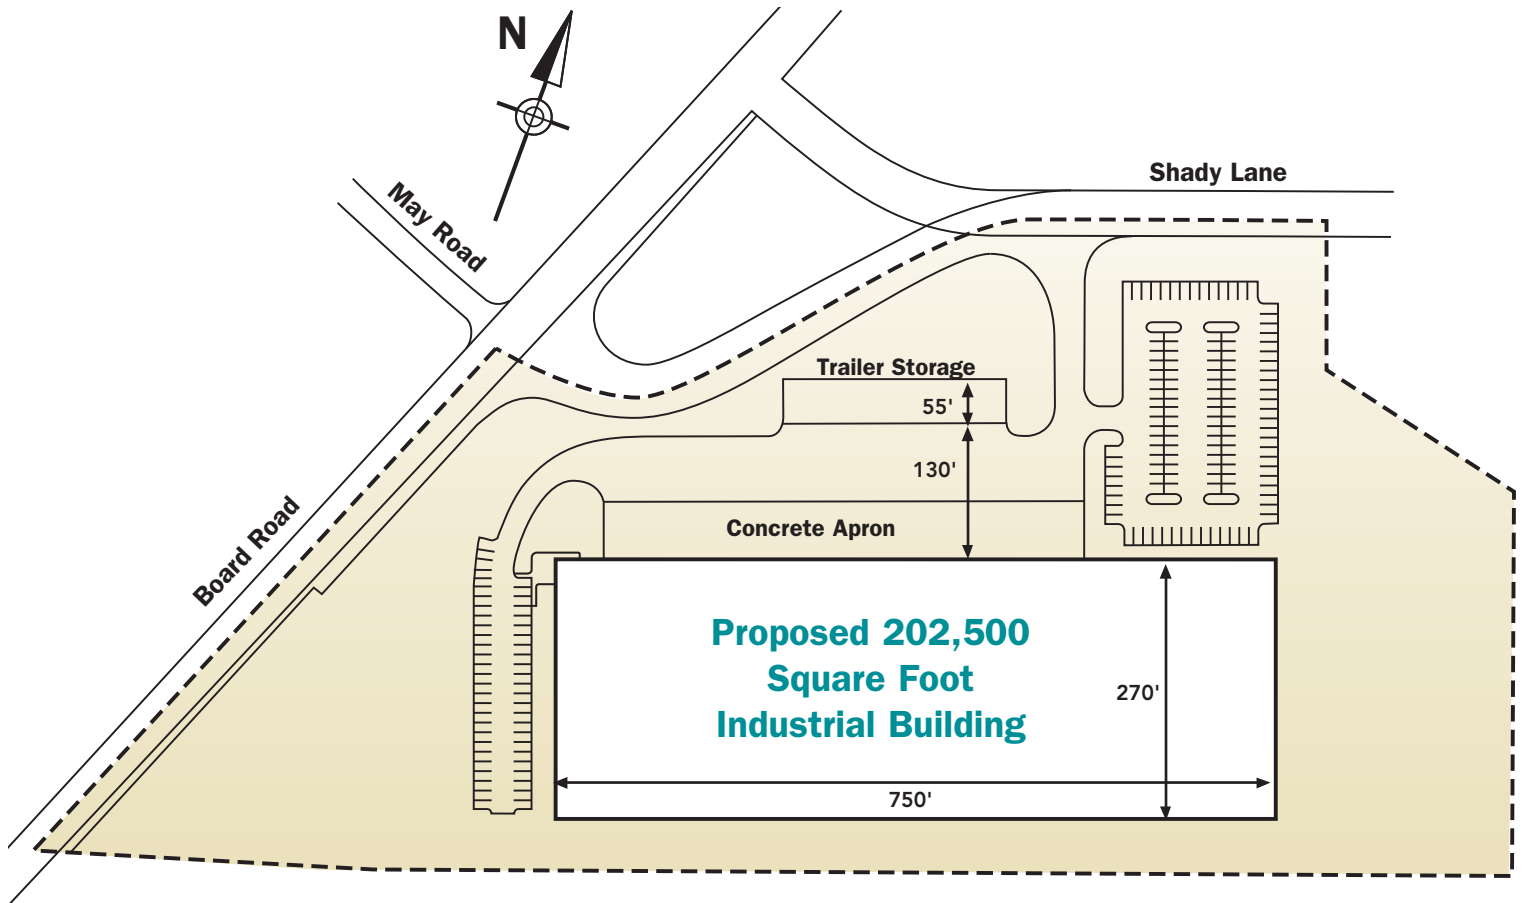 N
May Road
Shady Lane
Trailer Storage
55'
130'
Board Road
Concrete Apron
Proposed 202,500
Square Foot
Industrial Building
270'
750'